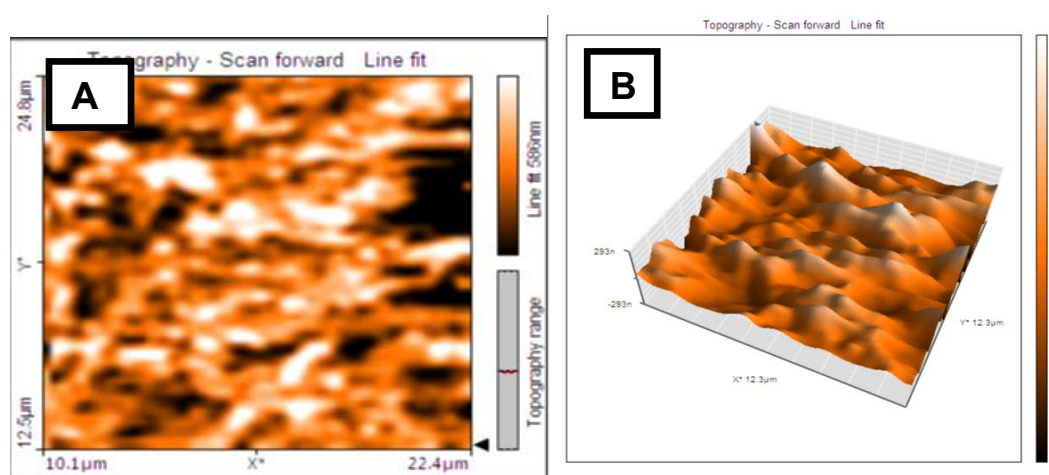 Topography - Scan forward Line fit
A
24.8µm
Y*
12.5µm
10.1µm
X*
22.4µm
Line fit 586nm
Topography range
Topography - Scan forward Line fit
B
293n
-293n
X* 12.3µm
Y* 12.3µm